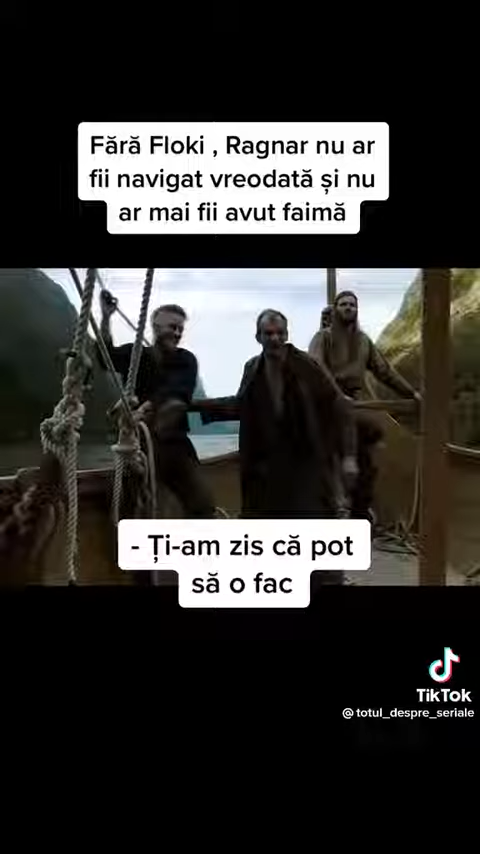 Fără Floki , Ragnar nu ar
fii navigat vreodată și nu
ar mai fii avut faimă
- Ți-am zis că pot
să o fac
TikTok
@totul_despre_seriale